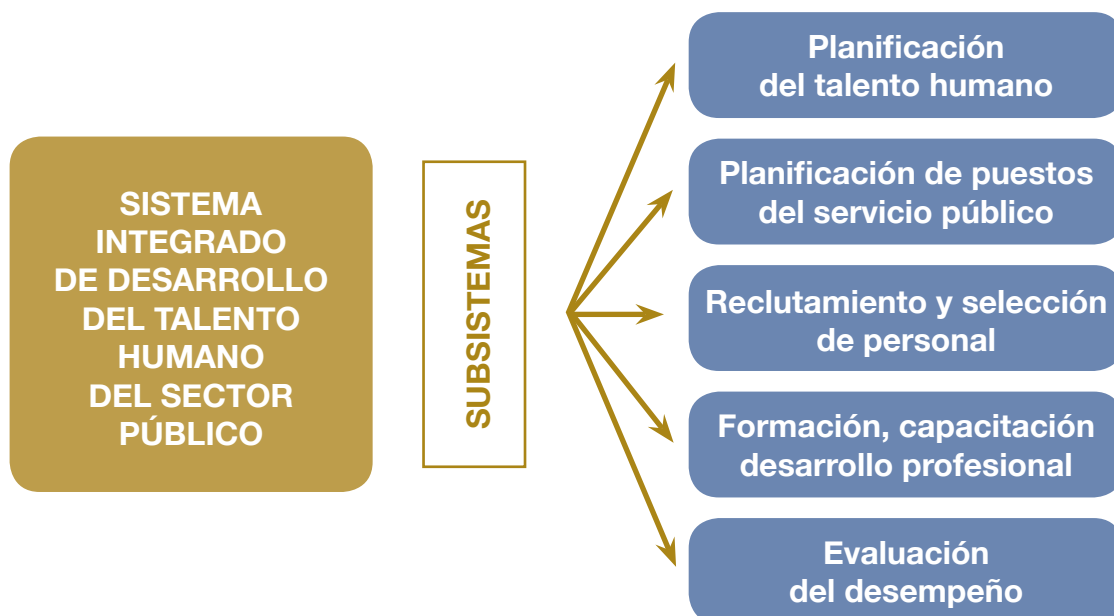 SISTEMA
INTEGRADO
DE DESARROLLO
DEL TALENTO
HUMANO
DEL SECTOR
PÚBLICO
SUBSISTEMAS
Planificación
del talento humano
Planificación de puestos
del servicio público
Reclutamiento y selección
de personal
Formación, capacitación
desarrollo profesional
Evaluación
del desempeño